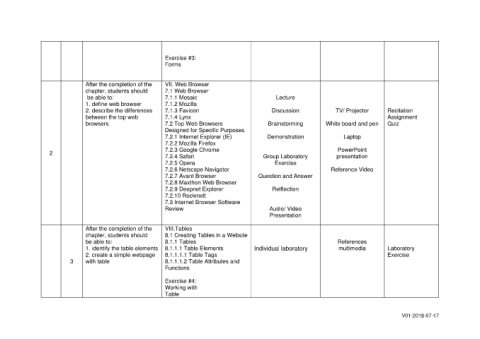 Exercise #3:
Forms
2
After the completion of the
chapter, students should
be able to:
1. define web browser
2. describe the differences
between the top web
browsers
VII. Web Browser
7.1 Web Browser
7.1.1 Mosaic
7.1.2 Mozilla
7.1.3 Favicon
7.1.4 Lynx
7.2 Top Web Browsers
Designed for Specific Purposes
7.2.1 Internet Explorer (IE)
7.2.2 Mozilla Firefox
7.2.3 Google Chrome
7.2.4 Safari
7.2.5 Opera
7.2.6 Netscape Navigator
7.2.7 Avant Browser
7.2.8 Maxthon Web Browser
7.2.9 Deepnet Explorer
7.2.10 Rockmelt
7.3 Internet Browser Software
Review
Lecture
Discussion
Brainstorming
Demonstration
Group Laboratory
Exercise
Question and Answer
Reflection
Audio/ Video
Presentation
TV/ Projector
White board and pen
Laptop
PowerPoint
presentation
Reference Video
Recitation
Assignment
Quiz
3
After the completion of the
chapter, students should
be able to:
1. identify the table elements
2. create a simple webpage
with table
VIII.Tables
8.1 Creating Tables in a Website
8.1.1 Tables
8.1.1.1 Table Elements
8.1.1.1.1 Table Tags
8.1.1.1.2 Table Attributes and
Functions
Exercise #4:
Working with
Table
Individual laboratory
References
multimedia
Laboratory
Exercise
V01-2018-07-17